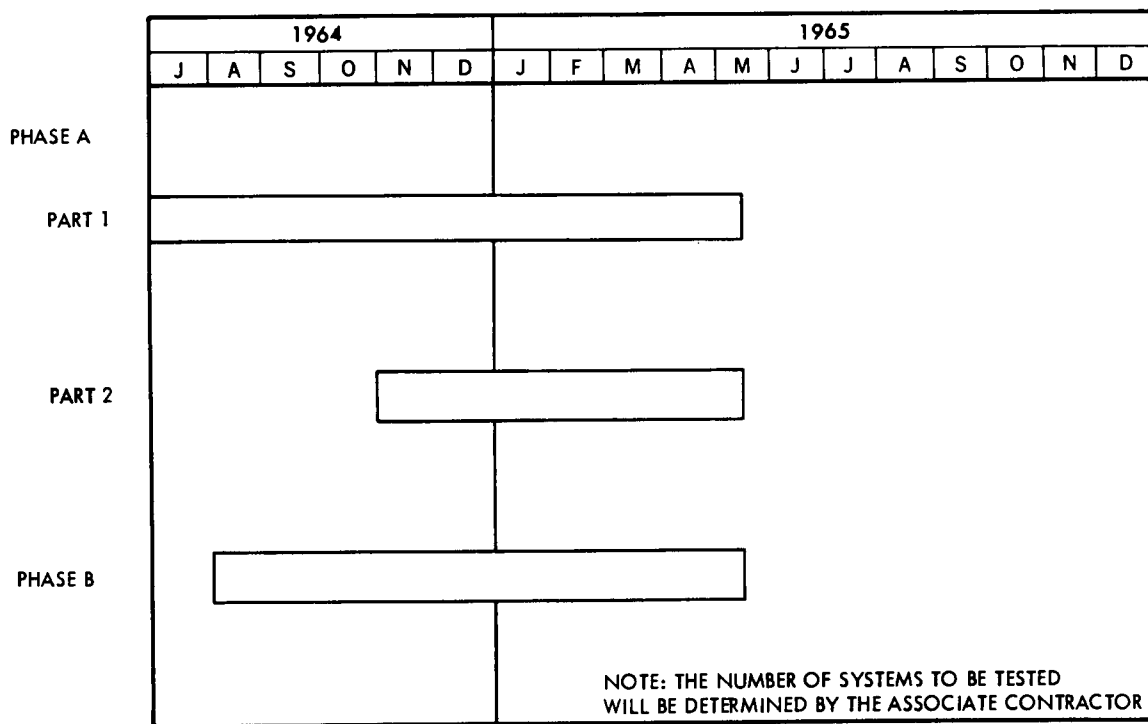 1964 1965
J A S O N D J F M A M J J A S O N D
PHASE A
PART 1
PART 2
PHASE B
NOTE: THE NUMBER OF SYSTEMS TO BE TESTED
WILL BE DETERMINED BY THE ASSOCIATE CONTRACTOR